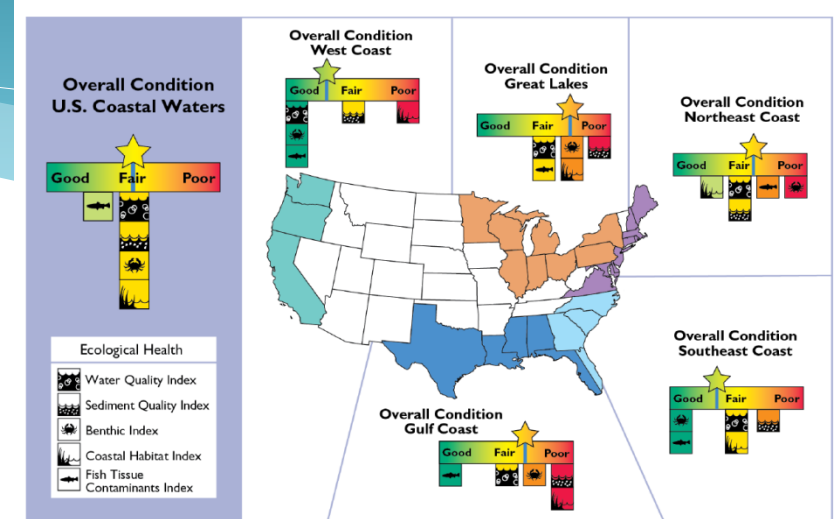 Overall Condition
U.S. Coastal Waters
Good Fair Poor
Ecological Health
Water Quality Index
Sediment Quality Index
Benthic Index
Coastal Habitat Index
Fish Tissue
Contaminants Index
Overall Condition
West Coast
Good Fair Poor
Overall Condition
Great Lakes
Good Fair Poor
Overall Condition
Northeast Coast
Good Fair Poor
Overall Condition
Southeast Coast
Good Fair Poor
Overall Condition
Gulf Coast
Good Fair Poor